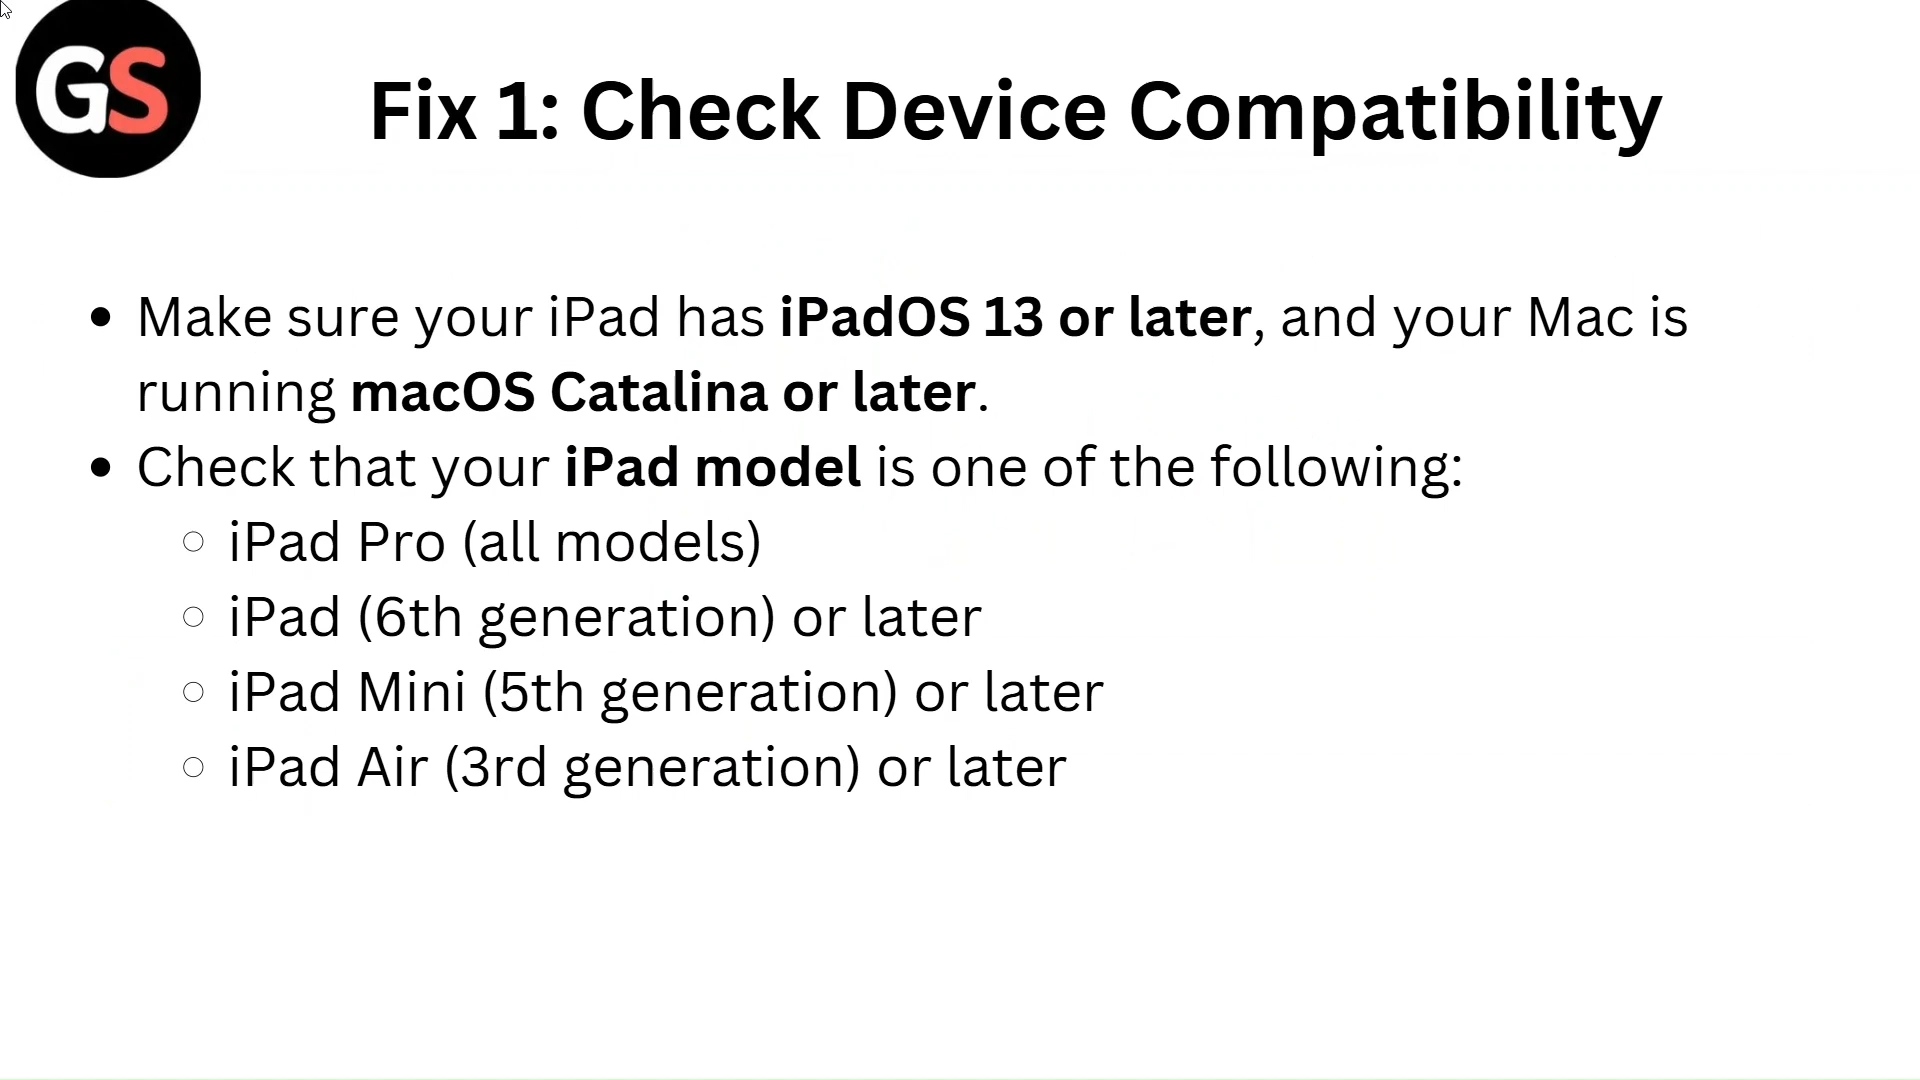 GS
Fix 1: Check Device Compatibility
Make sure your iPad has iPadOS 13 or later, and your Mac is
running macOS Catalina or later.
Check that your iPad model is one of the following:
iPad Pro (all models)
iPad (6th generation) or later
iPad Mini (5th generation) or later
iPad Air (3rd generation) or later